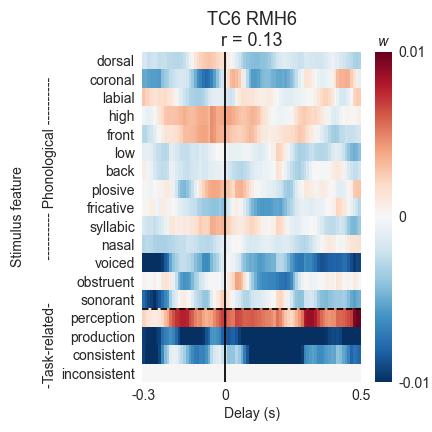 TC6 RMH6
r = 0.13
w
dorsal
coronal
labial
high
front
low
back
plosive
fricative
syllabic
nasal
voiced
obstruent
sonorant
perception
production
consistent
inconsistent
Stimulus feature
---------- Phonological ----------
-Task-related-
0.01
0
-0.01
-0.3
0
0.5
Delay (s)